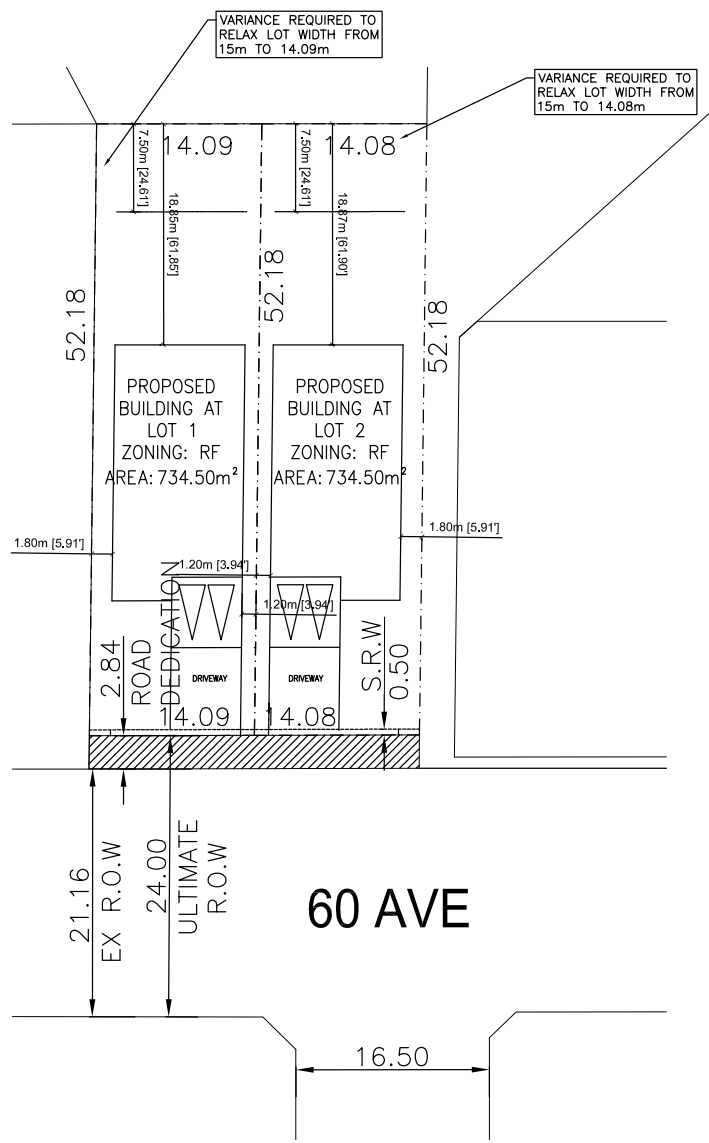 VARIANCE REQUIRED TO
RELAX LOT WIDTH FROM
15m TO 14.09m
VARIANCE REQUIRED TO
RELAX LOT WIDTH FROM
15m TO 14.08m
14.09
14.08
7.50m [24.61']
7.50m [24.61']
18.85m [61.85']
18.87m [61.90']
52.18
52.18
52.18
PROPOSED
BUILDING AT
LOT 1
ZONING: RF
AREA: 734.50m²
PROPOSED
BUILDING AT
LOT 2
ZONING: RF
AREA: 734.50m²
1.80m [5.91']
1.80m [5.91']
1.20m [3.94']
1.20m [3.94']
2.84
ROAD
DEDICATION
S.R.W
0.50
DRIVEWAY
DRIVEWAY
14.09
14.08
21.16
EX R.O.W
24.00
ULTIMATE
R.O.W
60 AVE
16.50